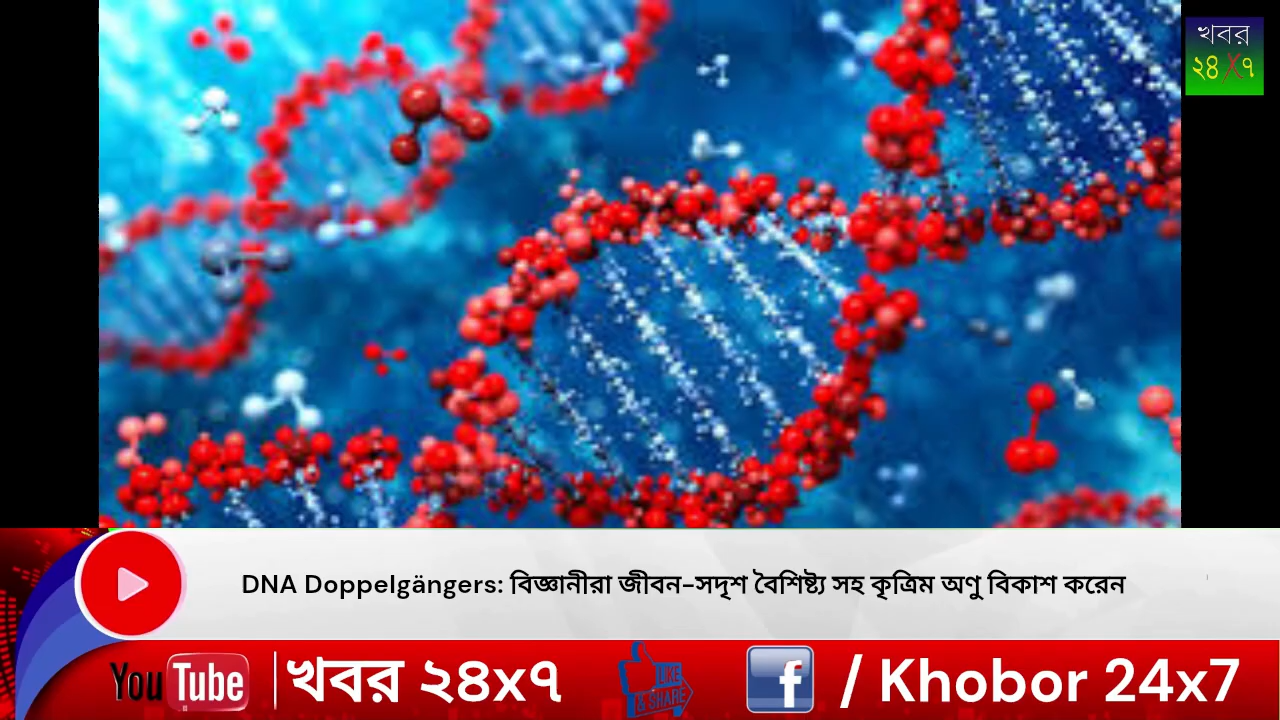 খবর
২৪X৭
DNA Doppelgängers: বিজ্ঞানীরা জীবন-সদৃশ বৈশিষ্ট্য সহ কৃত্রিম অণু বিকাশ করেন
YouTube | খবর ২৪x৭
LIKE
& SHARE
f / Khobor 24x7